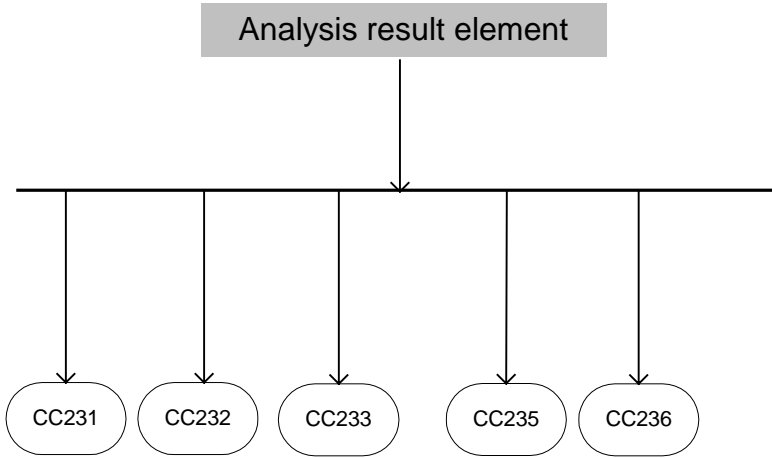 Analysis result element
CC231
CC232
CC233
CC235
CC236